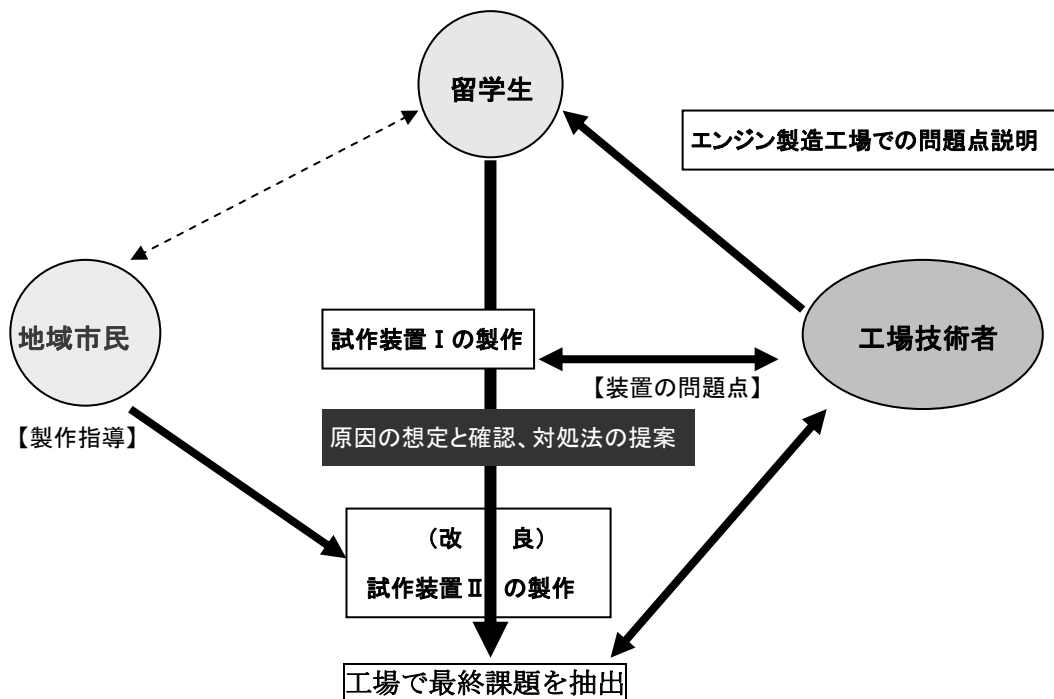 留学生
エンジン製造工場での問題点説明
地域市民
試作装置Ⅰの製作
工場技術者
【装置の問題点】
【製作指導】
原因の想定と確認、対処法の提案
（改　　良）
試作装置Ⅱ　の製作
工場で最終課題を抽出